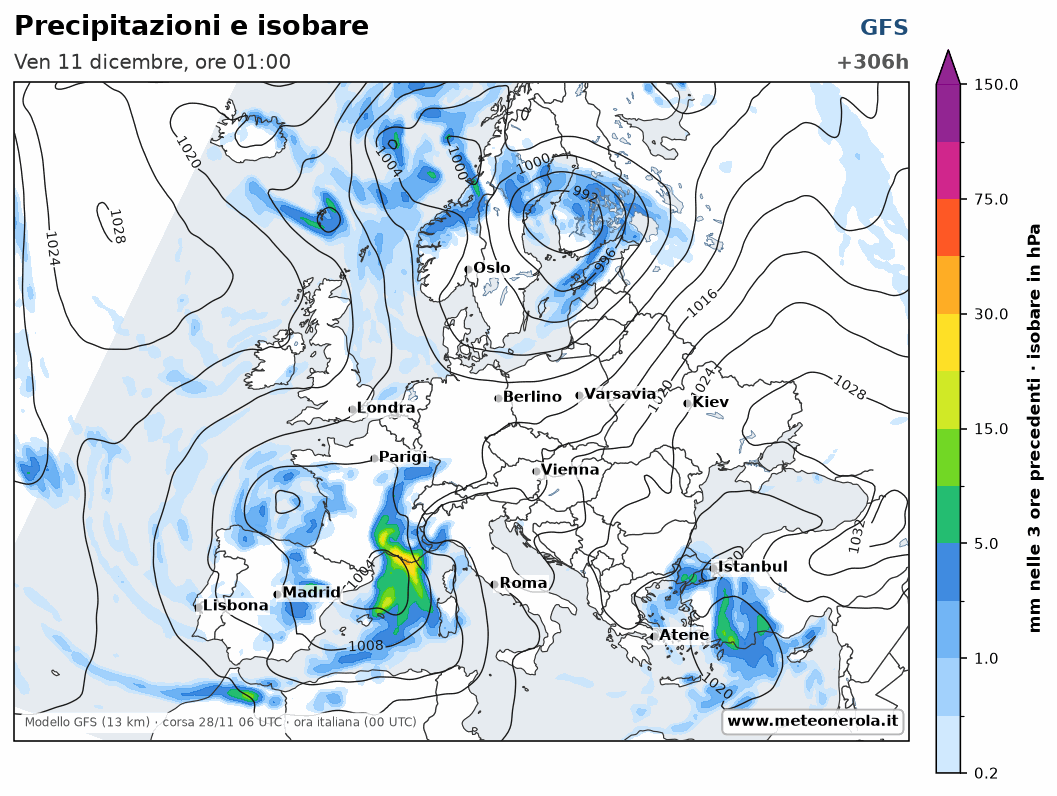 Precipitazioni e isobare
GFS
Ven 11 dicembre, ore 01:00
+306h
150.0
75.0
30.0
15.0
5.0
1.0
0.2
mm nelle 3 ore precedenti · isobare in hPa
1020
1004
1000
1000
992
996
1028
1024
1016
1020
1024
1028
1032
1004
1008
1020
Oslo
Londra
Berlino
Varsavia
Kiev
Parigi
Vienna
Istanbul
Roma
Madrid
Lisbona
Atene
Modello GFS (13 km) · corsa 28/11 06 UTC · ora italiana (00 UTC)
www.meteonerola.it